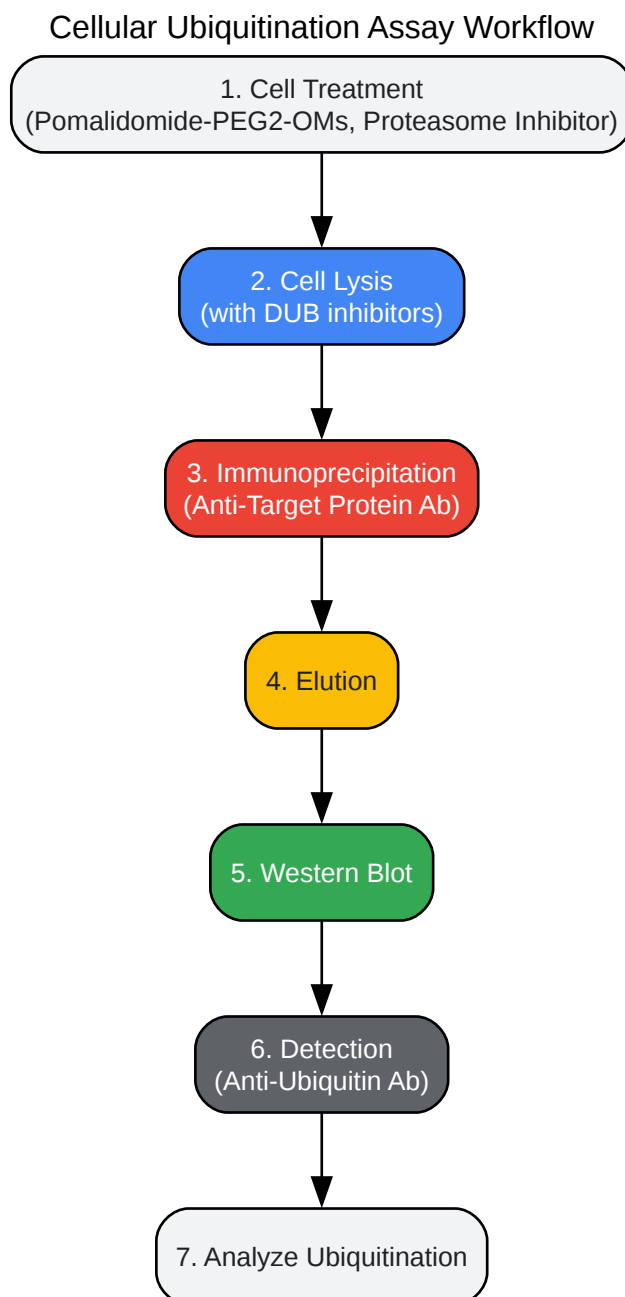 Cellular Ubiquitination Assay Workflow
1. Cell Treatment
(Pomalidomide-PEG2-OMs, Proteasome Inhibitor)
2. Cell Lysis
(with DUB inhibitors)
3. Immunoprecipitation
(Anti-Target Protein Ab)
4. Elution
5. Western Blot
6. Detection
(Anti-Ubiquitin Ab)
7. Analyze Ubiquitination